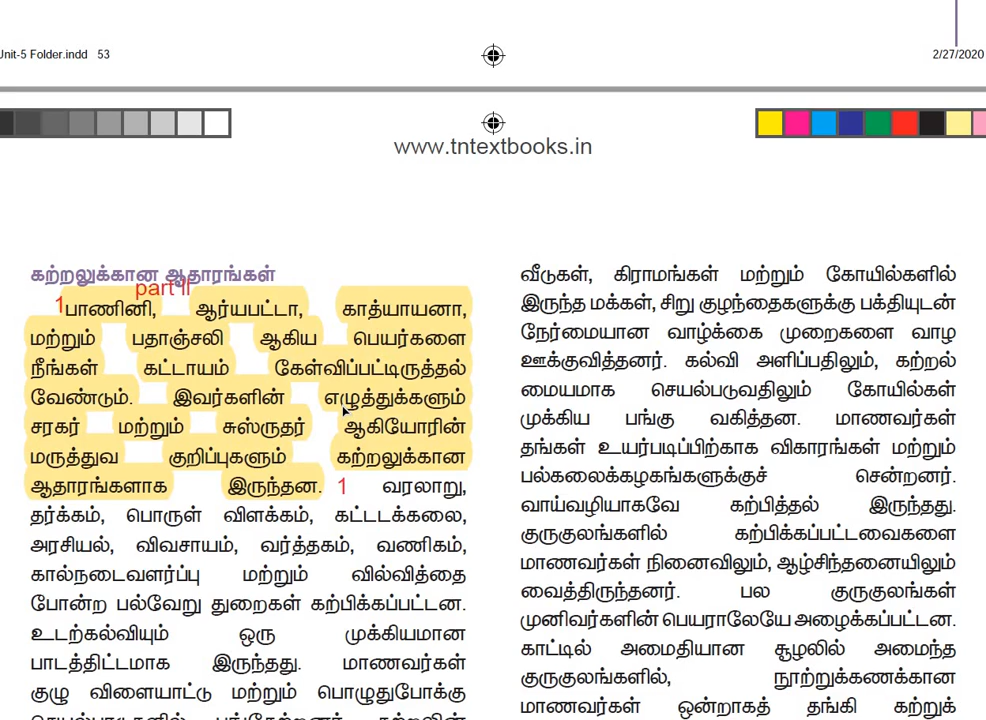 Unit-5 Folder.indd 53
2/27/2020
www.tntextbooks.in
கற்றலுக்கான ஆதாரங்கள்
part II
1 பாணினி, ஆர்யபட்டா, காத்யாயனா,
மற்றும் பதாஞ்சலி ஆகிய பெயர்களை
நீங்கள் கட்டாயம் கேள்விப்பட்டிருத்தல்
வேண்டும். இவர்களின் எழுத்துக்களும்
சரகர் மற்றும் சுஸ்ருதர் ஆகியோரின்
மருத்துவ குறிப்புகளும் கற்றலுக்கான
ஆதாரங்களாக இருந்தன. 1 வரலாறு,
தர்க்கம், பொருள் விளக்கம், கட்டடக்கலை,
அரசியல், விவசாயம், வர்த்தகம், வணிகம்,
கால்நடைவளர்ப்பு மற்றும் வில்வித்தை
போன்ற பல்வேறு துறைகள் கற்பிக்கப்பட்டன.
உடற்கல்வியும் ஒரு முக்கியமான
பாடத்திட்டமாக இருந்தது. மாணவர்கள்
குழு விளையாட்டு மற்றும் பொழுதுபோக்கு
வீடுகள், கிராமங்கள் மற்றும் கோயில்களில்
இருந்த மக்கள், சிறு குழந்தைகளுக்கு பக்தியுடன்
நேர்மையான வாழ்க்கை முறைகளை வாழ
ஊக்குவித்தனர். கல்வி அளிப்பதிலும், கற்றல்
மையமாக செயல்படுவதிலும் கோயில்கள்
முக்கிய பங்கு வகித்தன. மாணவர்கள்
தங்கள் உயர்படிப்பிற்காக விகாரங்கள் மற்றும்
பல்கலைக்கழகங்களுக்குச் சென்றனர்.
வாய்வழியாகவே கற்பித்தல் இருந்தது.
குருகுலங்களில் கற்பிக்கப்பட்டவைகளை
மாணவர்கள் நினைவிலும், ஆழ்சிந்தனையிலும்
வைத்திருந்தனர். பல குருகுலங்கள்
முனிவர்களின் பெயராலேயே அழைக்கப்பட்டன.
காட்டில் அமைதியான சூழலில் அமைந்த
குருகுலங்களில், நூற்றுக்கணக்கான
மாணவர்கள் ஒன்றாகத் தங்கி கற்றுக்